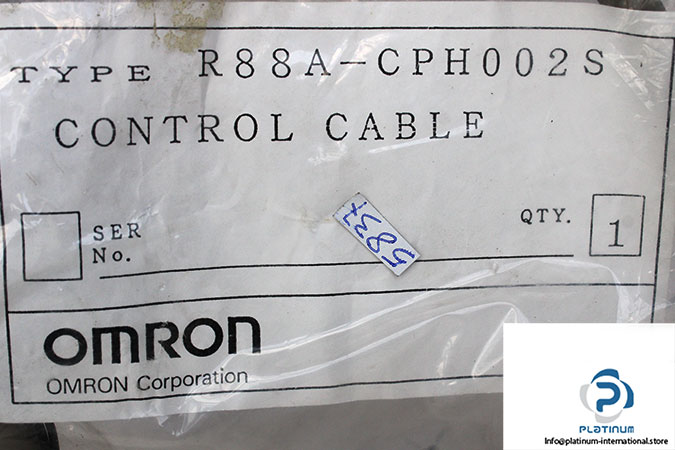 TYPE R88A-CPH002S
CONTROL CABLE
SER No.
QTY. 1
OMRON
OMRON Corporation
PLATINUM
Info@platinum-international.store